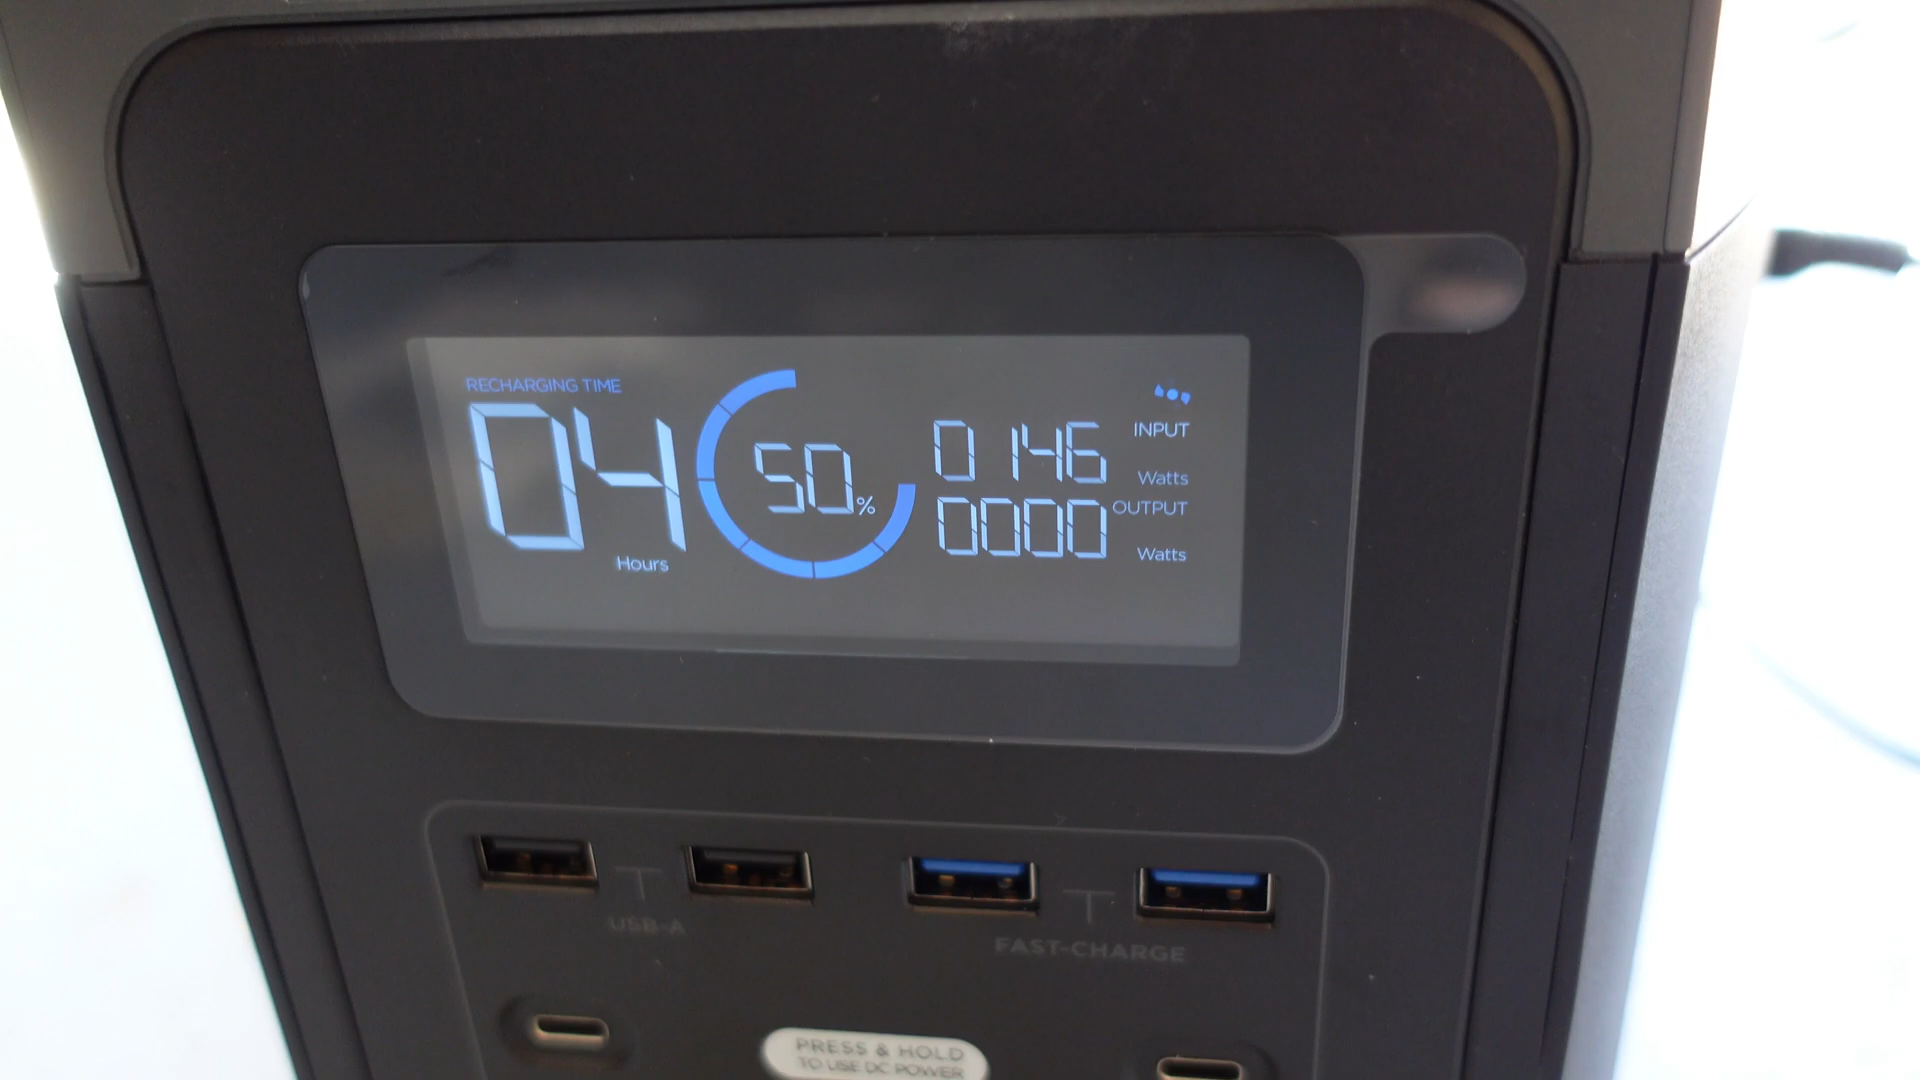 RECHARGING TIME
04
Hours
50%
0146
INPUT
Watts
0000
OUTPUT
Watts
USB-A
FAST-CHARGE
PRESS & HOLD
TO USE DC POWER